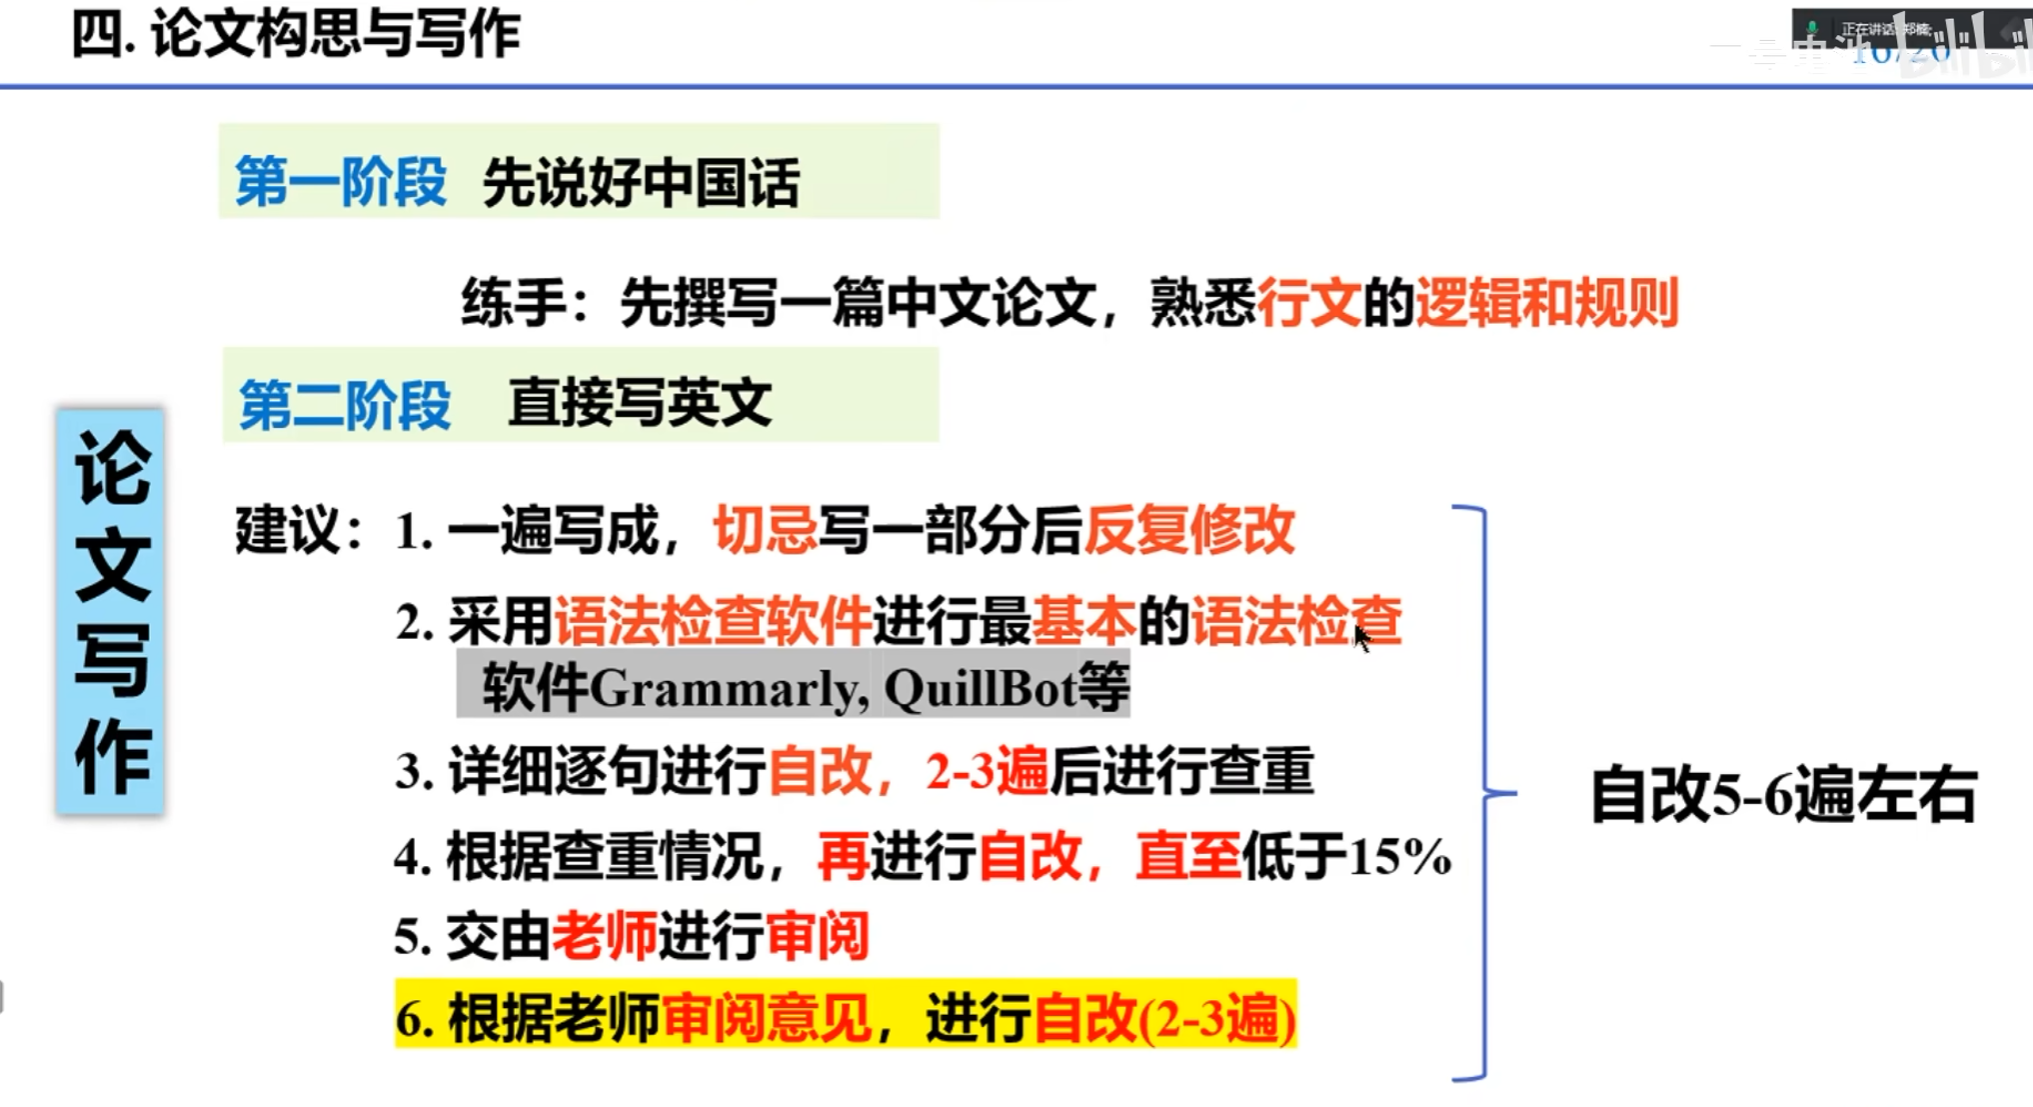 四. 论文构思与写作
正在讲话:
bilibili
第一阶段 先说好中国话
练手：先撰写一篇中文论文，熟悉行文的逻辑和规则
第二阶段 直接写英文
论文写作
建议：1. 一遍写成，切忌写一部分后反复修改
2. 采用语法检查软件进行最基本的语法检查
软件Grammarly, QuillBot等
3. 详细逐句进行自改，2-3遍后进行查重
4. 根据查重情况，再进行自改，直至低于15%
5. 交由老师进行审阅
6. 根据老师审阅意见，进行自改(2-3遍)
自改5-6遍左右